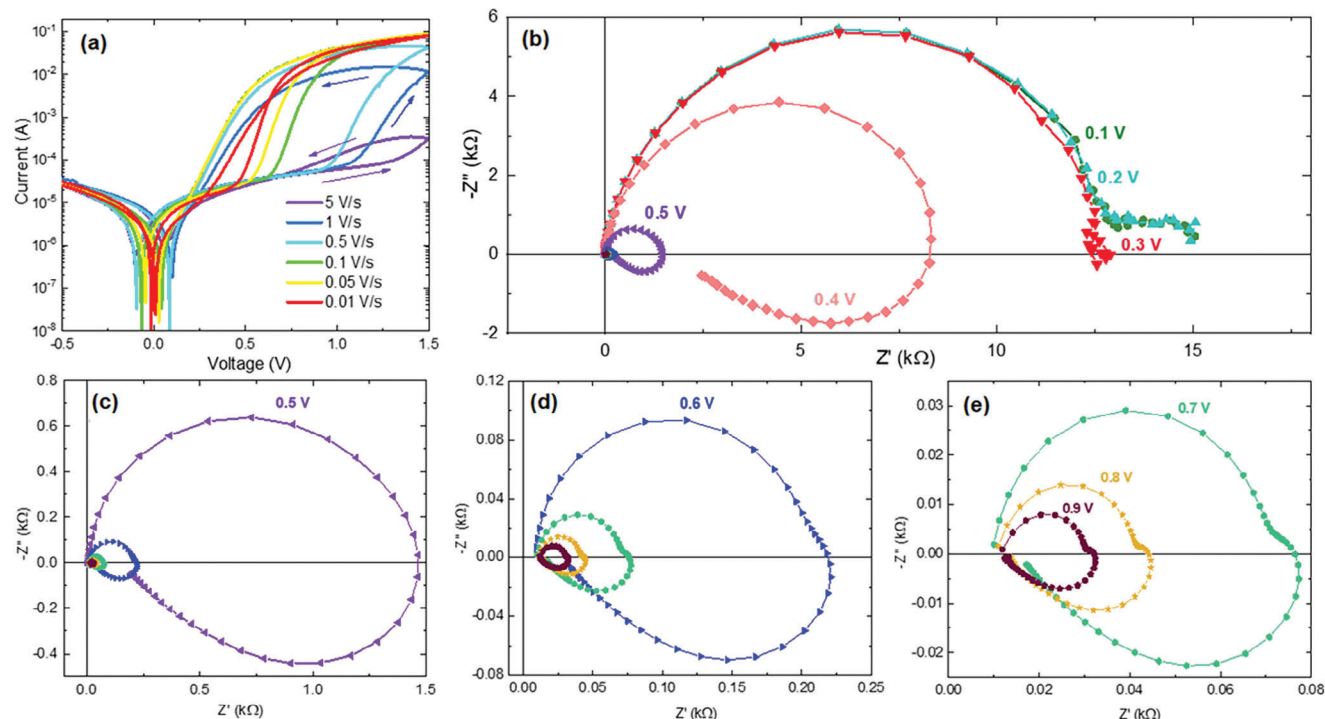 (a)
Current (A)
10⁻¹
10⁻²
10⁻³
10⁻⁴
10⁻⁵
10⁻⁶
10⁻⁷
10⁻⁸
5 V/s
1 V/s
0.5 V/s
0.1 V/s
0.05 V/s
0.01 V/s
-0.5 0.0 0.5 1.0 1.5
Voltage (V)
(b)
-Z'' (kΩ)
6
4
2
0
-2
0.1 V
0.2 V
0.3 V
0.5 V
0.4 V
0 5 10 15
Z' (kΩ)
(c)
-Z'' (kΩ)
0.8
0.6
0.4
0.2
0.0
-0.2
-0.4
0.5 V
0.0 0.5 1.0 1.5
Z' (kΩ)
(d)
-Z'' (kΩ)
0.12
0.08
0.04
0.00
-0.04
-0.08
0.6 V
0.00 0.05 0.10 0.15 0.20 0.25
Z' (kΩ)
(e)
-Z'' (kΩ)
0.03
0.02
0.01
0.00
-0.01
-0.02
0.7 V
0.8 V
0.9 V
0.00 0.02 0.04 0.06 0.08
Z' (kΩ)